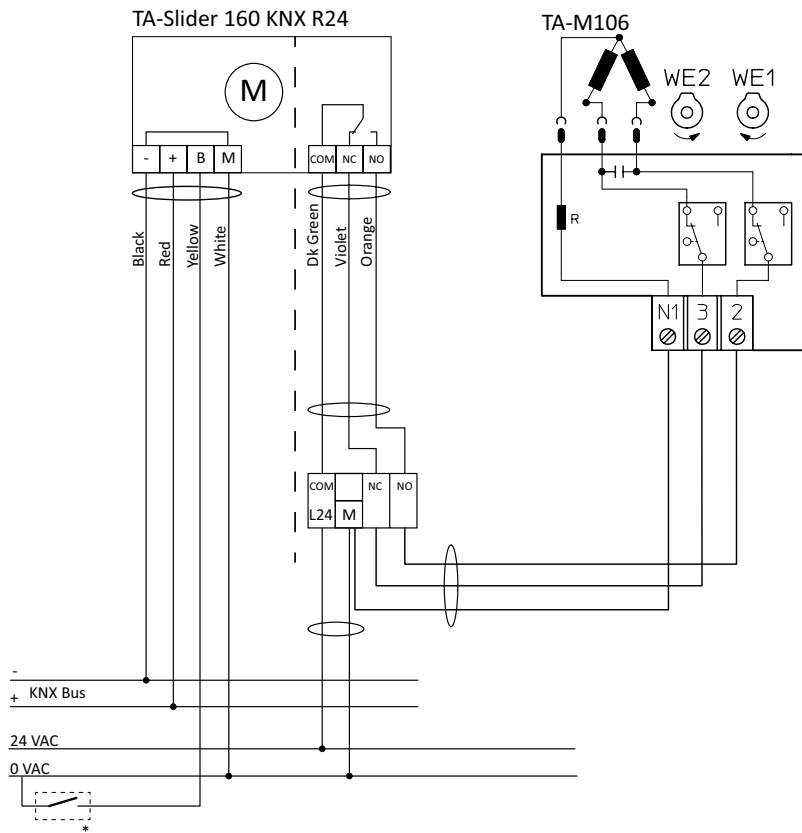 TA-Slider 160 KNX R24
TA-M106
M
WE2 WE1
- + B M
COM NC NO
Black
Red
Yellow
White
Dk Green
Violet
Orange
R
N1 3 2
COM NC NO
L24 M
-
+ KNX Bus
24 VAC
0 VAC
*